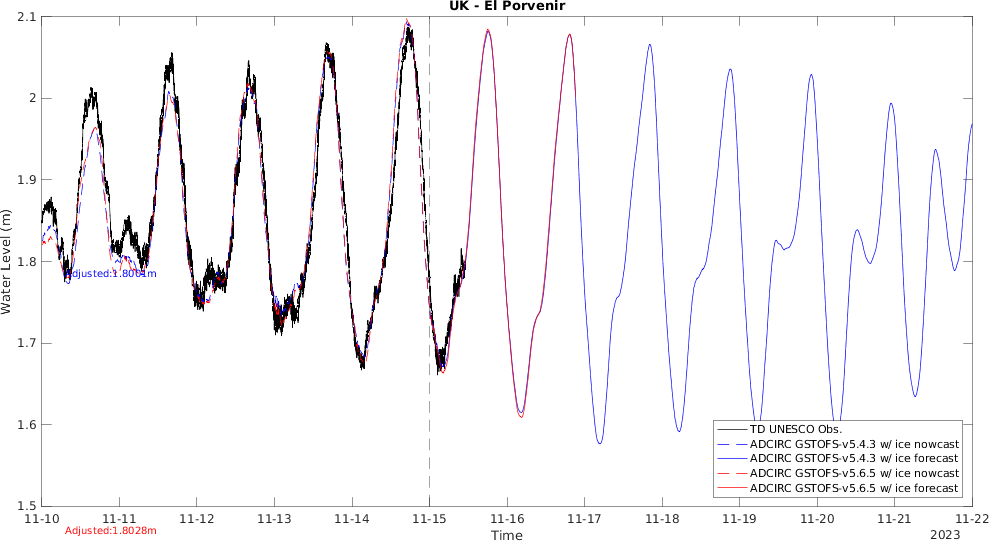 UK - El Porvenir
2.1
2
1.9
1.8
1.7
1.6
1.5
Water Level (m)
Adjusted:1.8001m
TD UNESCO Obs.
ADCIRC GSTOFS-v5.4.3 w/ ice nowcast
ADCIRC GSTOFS-v5.4.3 w/ ice forecast
ADCIRC GSTOFS-v5.6.5 w/ ice nowcast
ADCIRC GSTOFS-v5.6.5 w/ ice forecast
11-10 11-11 11-12 11-13 11-14 11-15 11-16 11-17 11-18 11-19 11-20 11-21 11-22
Adjusted:1.8028m
Time
2023